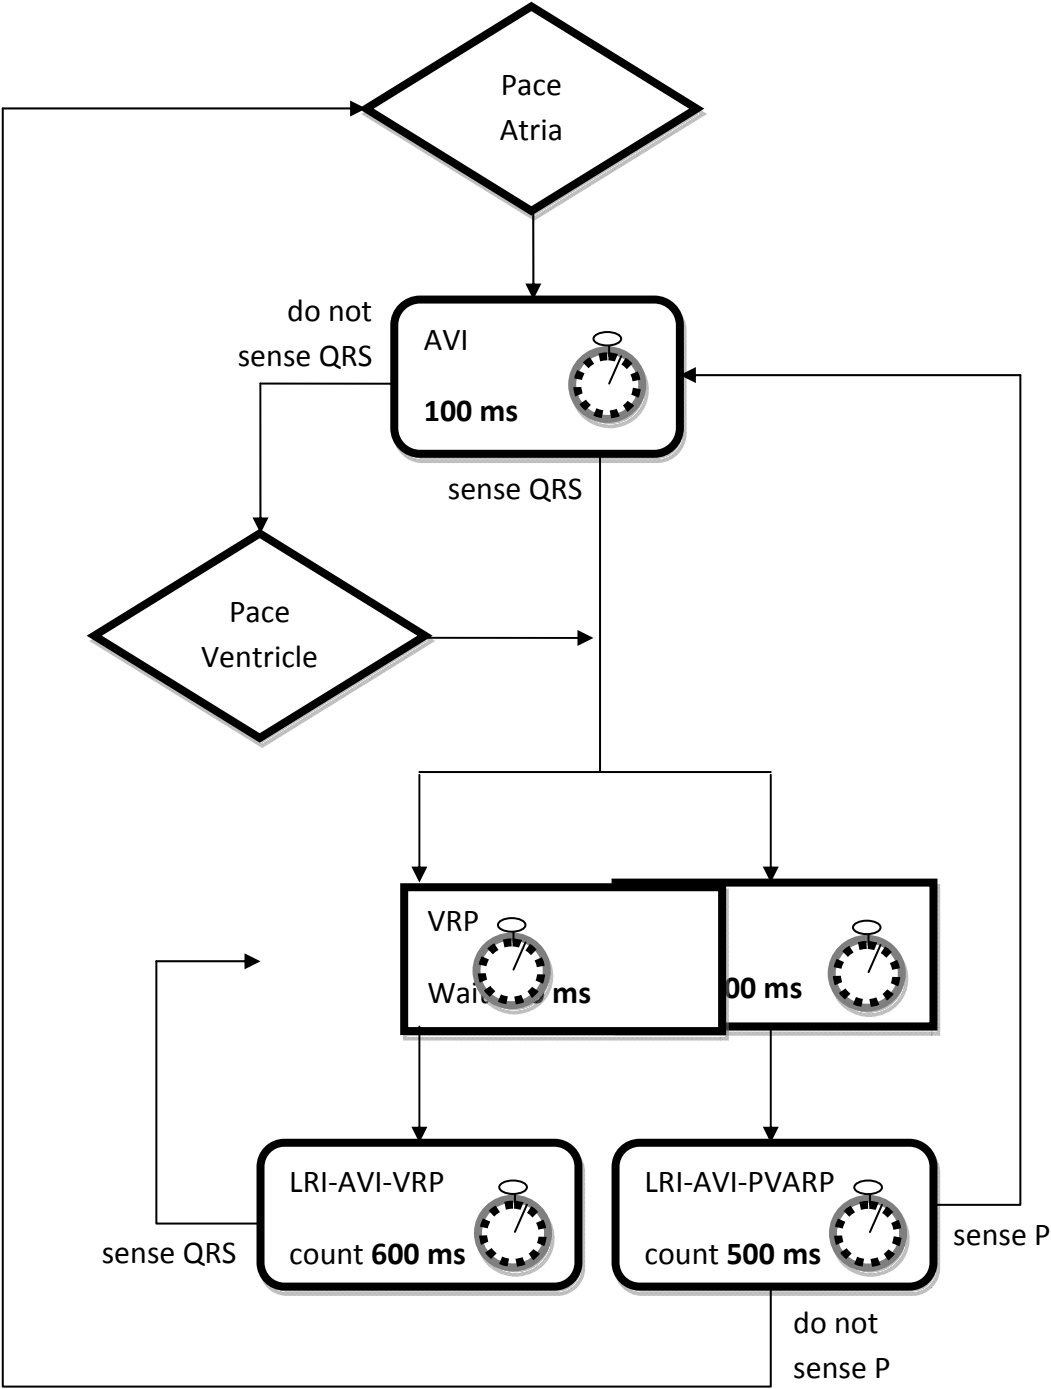 Pace
Atria
do not
sense QRS
AVI
100 ms
sense QRS
Pace
Ventricle
VRP
Wait ms
00 ms
LRI-AVI-VRP
count 600 ms
sense QRS
LRI-AVI-PVARP
count 500 ms
sense P
do not
sense P